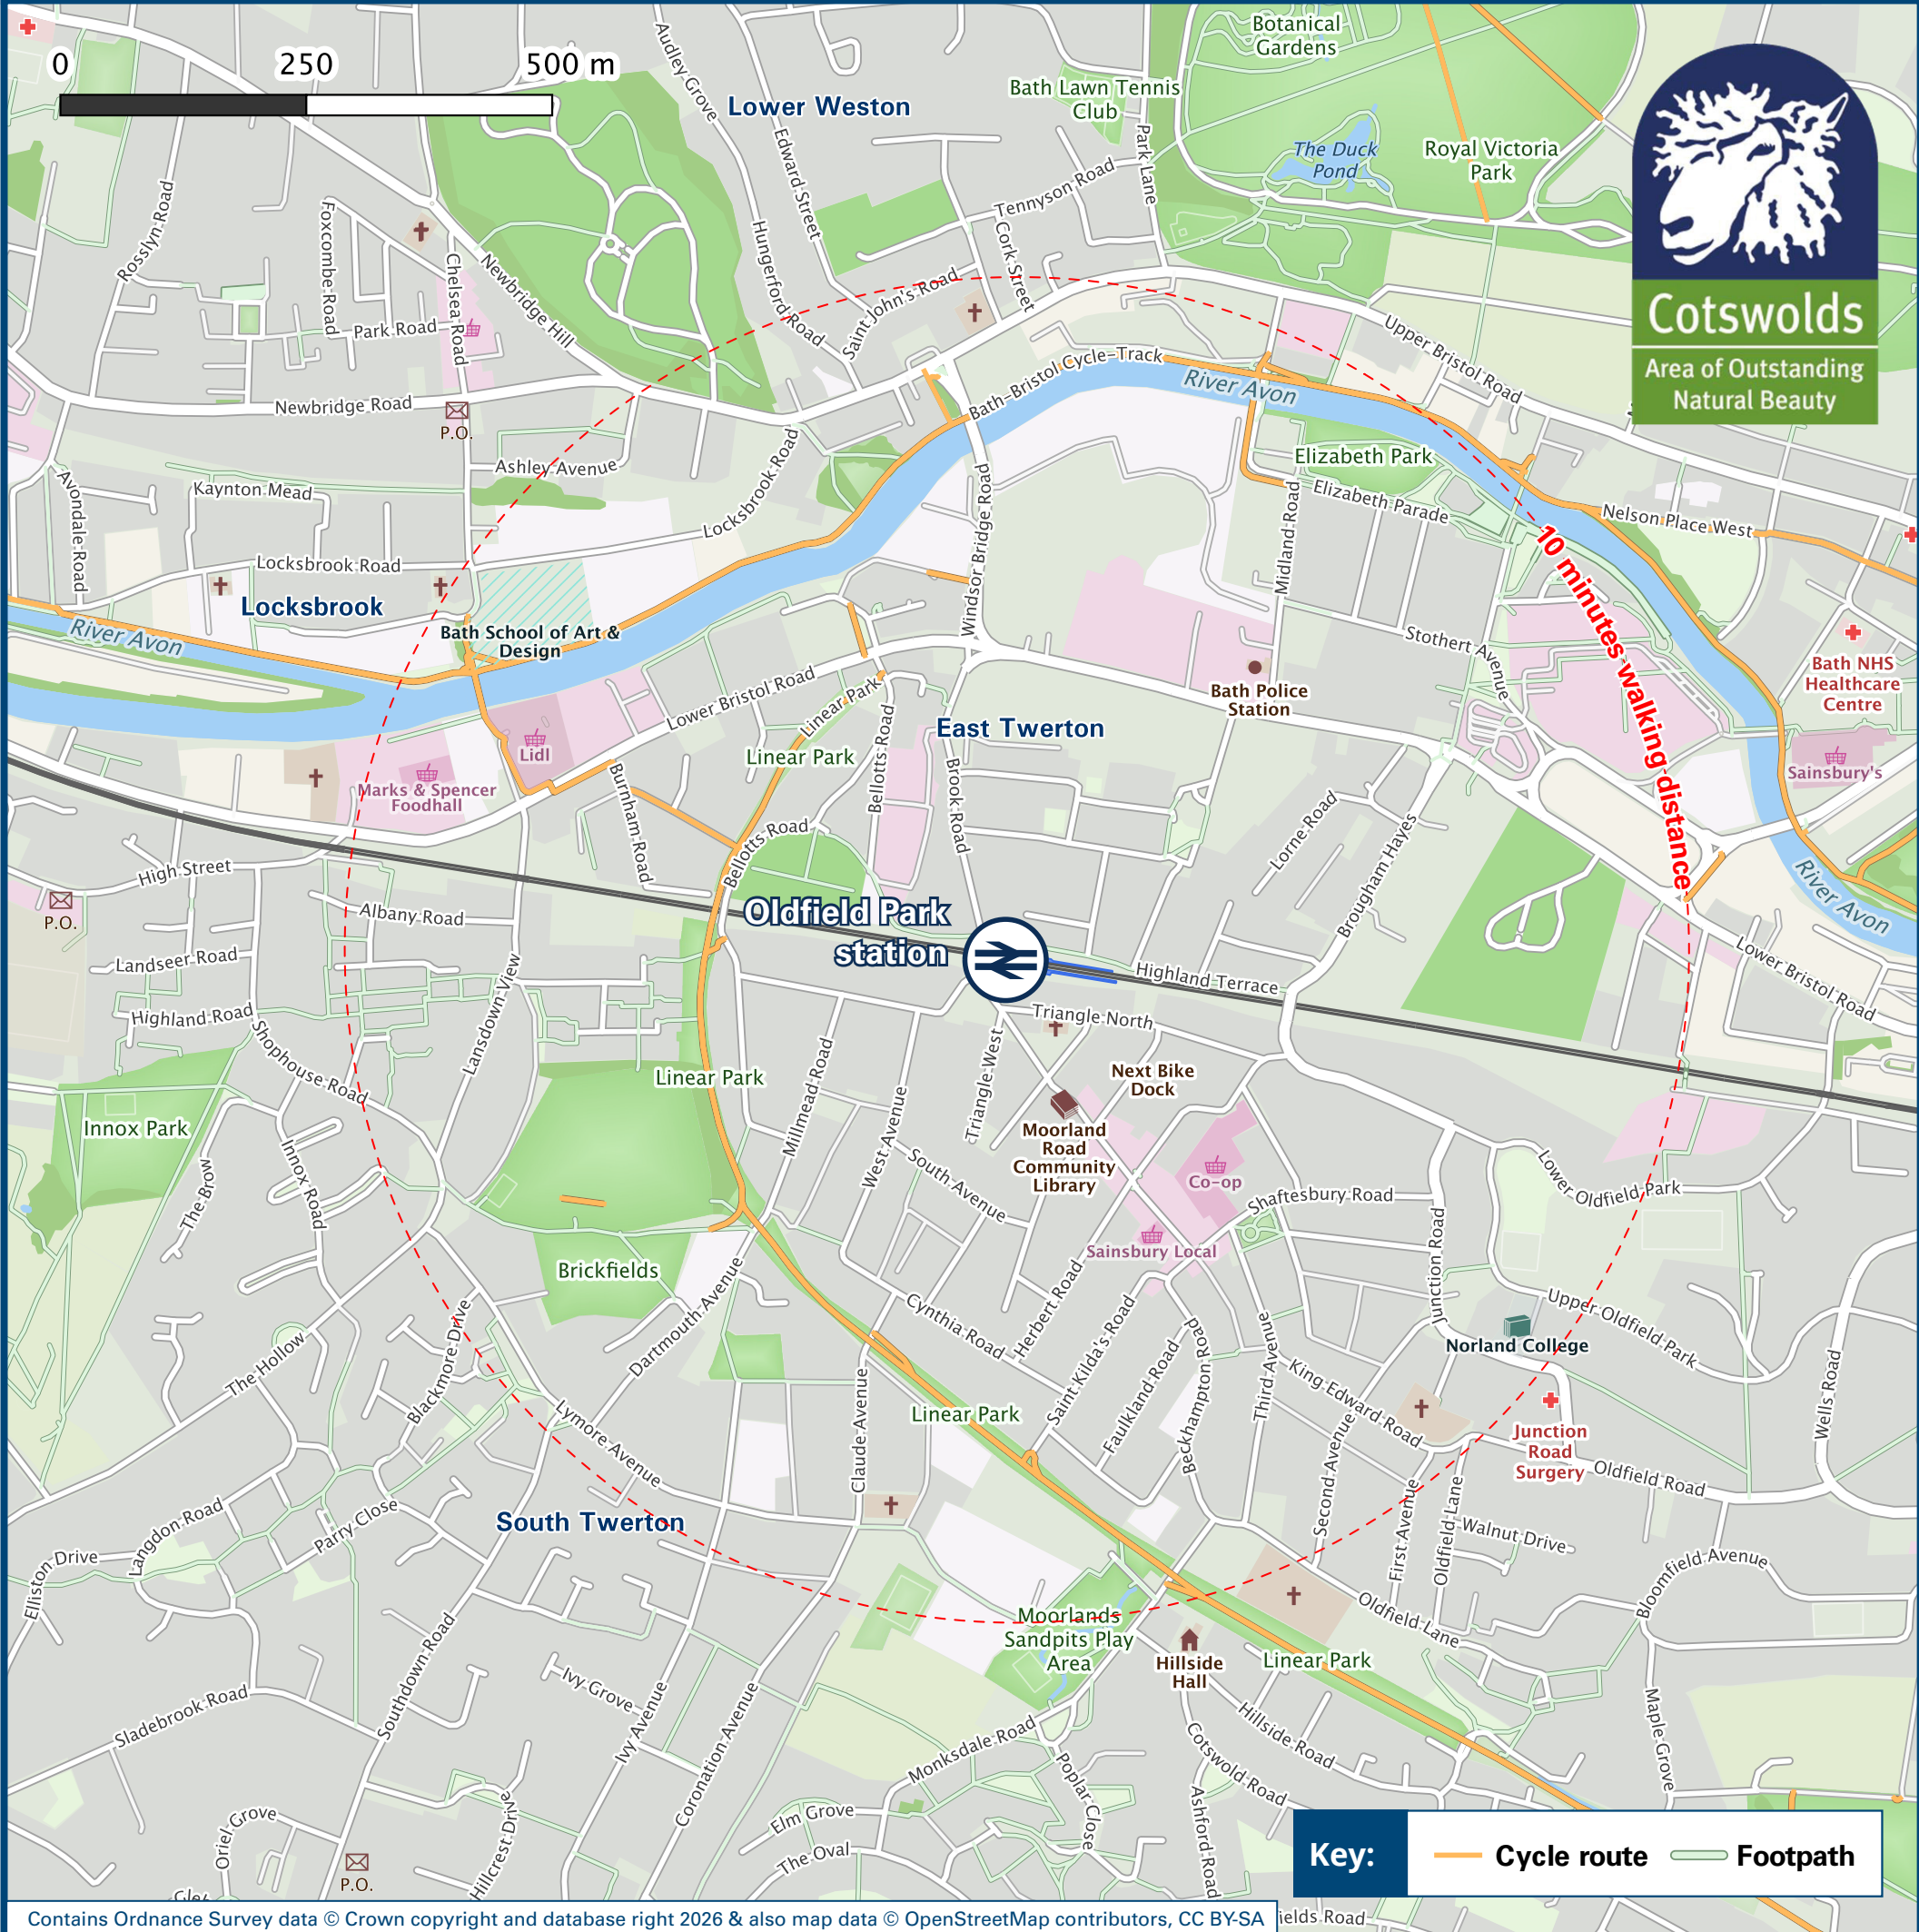 0 250 500 m
Audley Grove
Lower Weston
Edward Street
Hungerford Road
Botanical
Gardens
Bath Lawn Tennis
Club
Park Lane
The Duck
Pond
Royal Victoria
Park
Cotswolds
Area of Outstanding
Natural Beauty
Rosslyn Road
Foxcombe Road
Park Road
Chelsea Road
Newbridge Hill
Tennyson Road
Cork Street
Saint John's Road
Newbridge Road
P.O.
Bath-Bristol Cycle-Track
River Avon
Upper Bristol Road
Ashley Avenue
Kaynton Mead
Avondale Road
Locksbrook Road
Locksbrook Road
Locksbrook
Windsor Bridge Road
Elizabeth Park
Elizabeth Parade
Midland Road
Nelson Place West
10 minutes walking distance
River Avon
Bath School of Art &
Design
Stothert Avenue
Bath Police
Station
Bath NHS
Healthcare
Centre
Sainsbury's
Lower Bristol Road
Linear Park
Linear Park
Bellotts Road
East Twerton
Brook Road
Lidl
Marks & Spencer
Foodhall
Burnham Road
Bellotts Road
Lorne Road
Brougham Hayes
River Avon
High Street
P.O.
Albany Road
Landseer Road
Highland Road
Lansdown View
Oldfield Park
station
Highland Terrace
Lower Bristol Road
Triangle North
Triangle West
Shophouse Road
Linear Park
Millmead Road
West Avenue
South Avenue
Next Bike
Dock
Moorland
Road
Community
Library
Co-op
Sainsbury Local
Shaftesbury Road
Lower Oldfield Park
Junction Road
Innox Park
The Brow
Innox Road
Brickfields
Dartmouth Avenue
Cynthia Road
Herbert Road
Saint Kilda's Road
Faulkland Road
Beckhampton Road
Third Avenue
King Edward Road
Upper Oldfield Park
Norland College
Junction
Road
Surgery
Oldfield Road
Wells Road
The Hollow
Blackmore Drive
Lymore Avenue
Claude Avenue
Linear Park
Second Avenue
First Avenue
Oldfield Lane
Walnut Drive
South Twerton
Langdon Road
Parry Close
Elliston Drive
Bloomfield Avenue
Oldfield Lane
Moorlands
Sandpits Play
Area
Hillside
Hall
Linear Park
Southdown Road
Ivy Grove
Ivy Avenue
Coronation Avenue
Sladebrook Road
Monksdale Road
Poplar Close
Hillside Road
Cotswold Road
Ashford Road
Maple Grove
Elm Grove
The Oval
Oriel Grove
Hillcrest Drive
P.O.
Key: Cycle route Footpath
Contains Ordnance Survey data © Crown copyright and database right 2026 & also map data © OpenStreetMap contributors, CC BY-SA